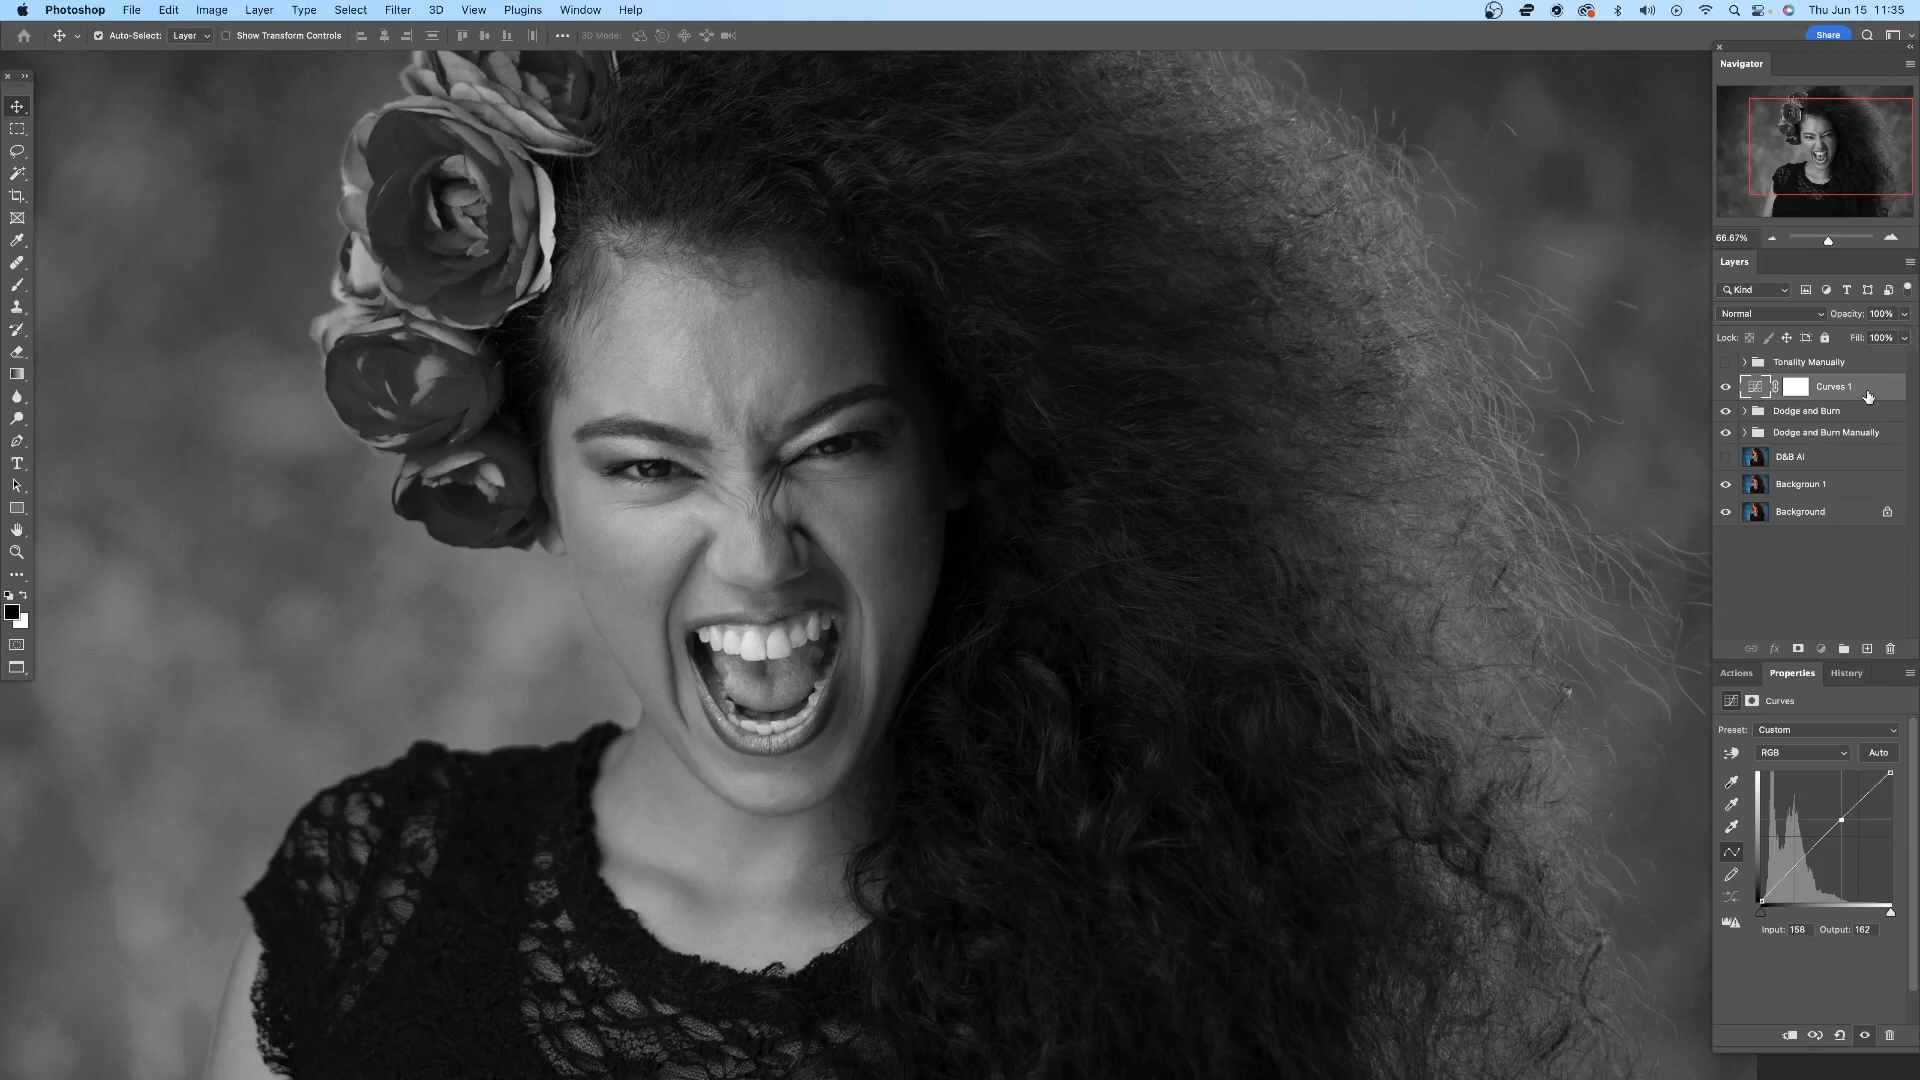 Photoshop File Edit Image Layer Type Select Filter 3D View Plugins Window Help Thu Jun 15 11:35
Auto-Select: Layer Show Transform Controls 3D Mode: Share
Navigator
66.67%
Layers
Kind
Normal Opacity: 100%
Lock: Fill: 100%
Tonality Manually
Curves 1
Dodge and Burn
Dodge and Burn Manually
D&B AI
Backgroun 1
Background
Actions Properties History
Curves
Preset: Custom
RGB Auto
Input: 158 Output: 162